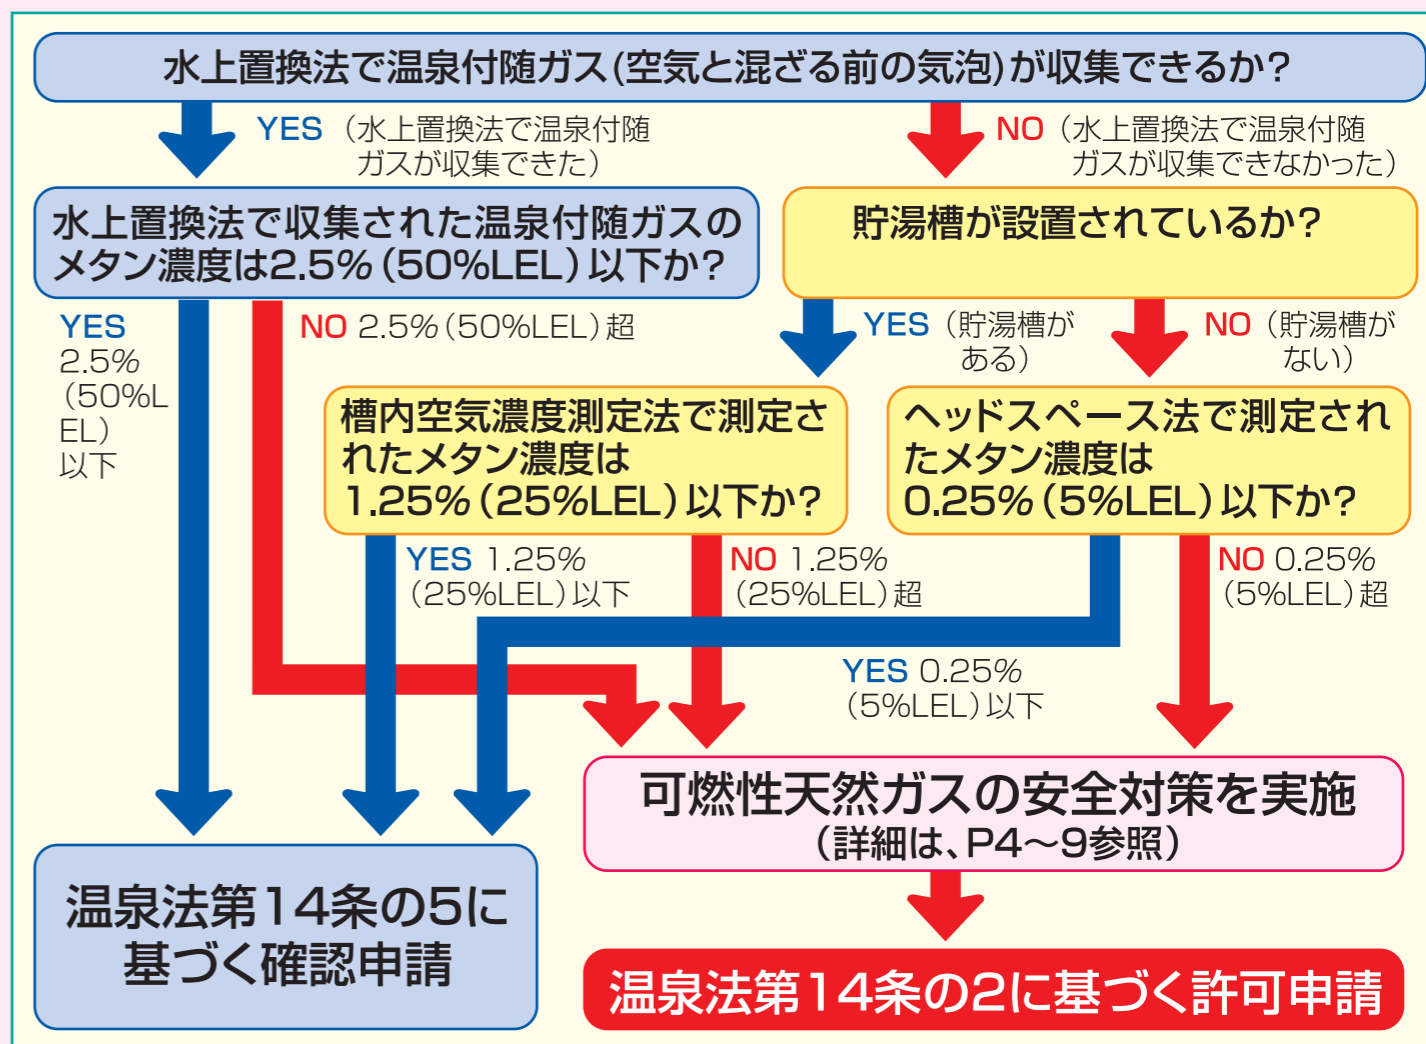 水上置換法で温泉付随ガス(空気と混ざる前の気泡)が収集できるか?
YES (水上置換法で温泉付随
ガスが収集できた)
NO (水上置換法で温泉付随
ガスが収集できなかった)
水上置換法で収集された温泉付随ガスの
メタン濃度は2.5%(50%LEL)以下か?
貯湯槽が設置されているか?
YES
2.5%
(50%L
EL)
以下
NO 2.5%(50%LEL)超
YES (貯湯槽が
ある)
NO (貯湯槽が
ない)
槽内空気濃度測定法で測定さ
れたメタン濃度は
1.25%(25%LEL)以下か?
ヘッドスペース法で測定され
たメタン濃度は
0.25%(5%LEL)以下か?
YES 1.25%
(25%LEL)以下
NO 1.25%
(25%LEL)超
NO 0.25%
(5%LEL)超
YES 0.25%
(5%LEL)以下
可燃性天然ガスの安全対策を実施
(詳細は、P4〜9参照)
温泉法第14条の5に
基づく確認申請
温泉法第14条の2に基づく許可申請